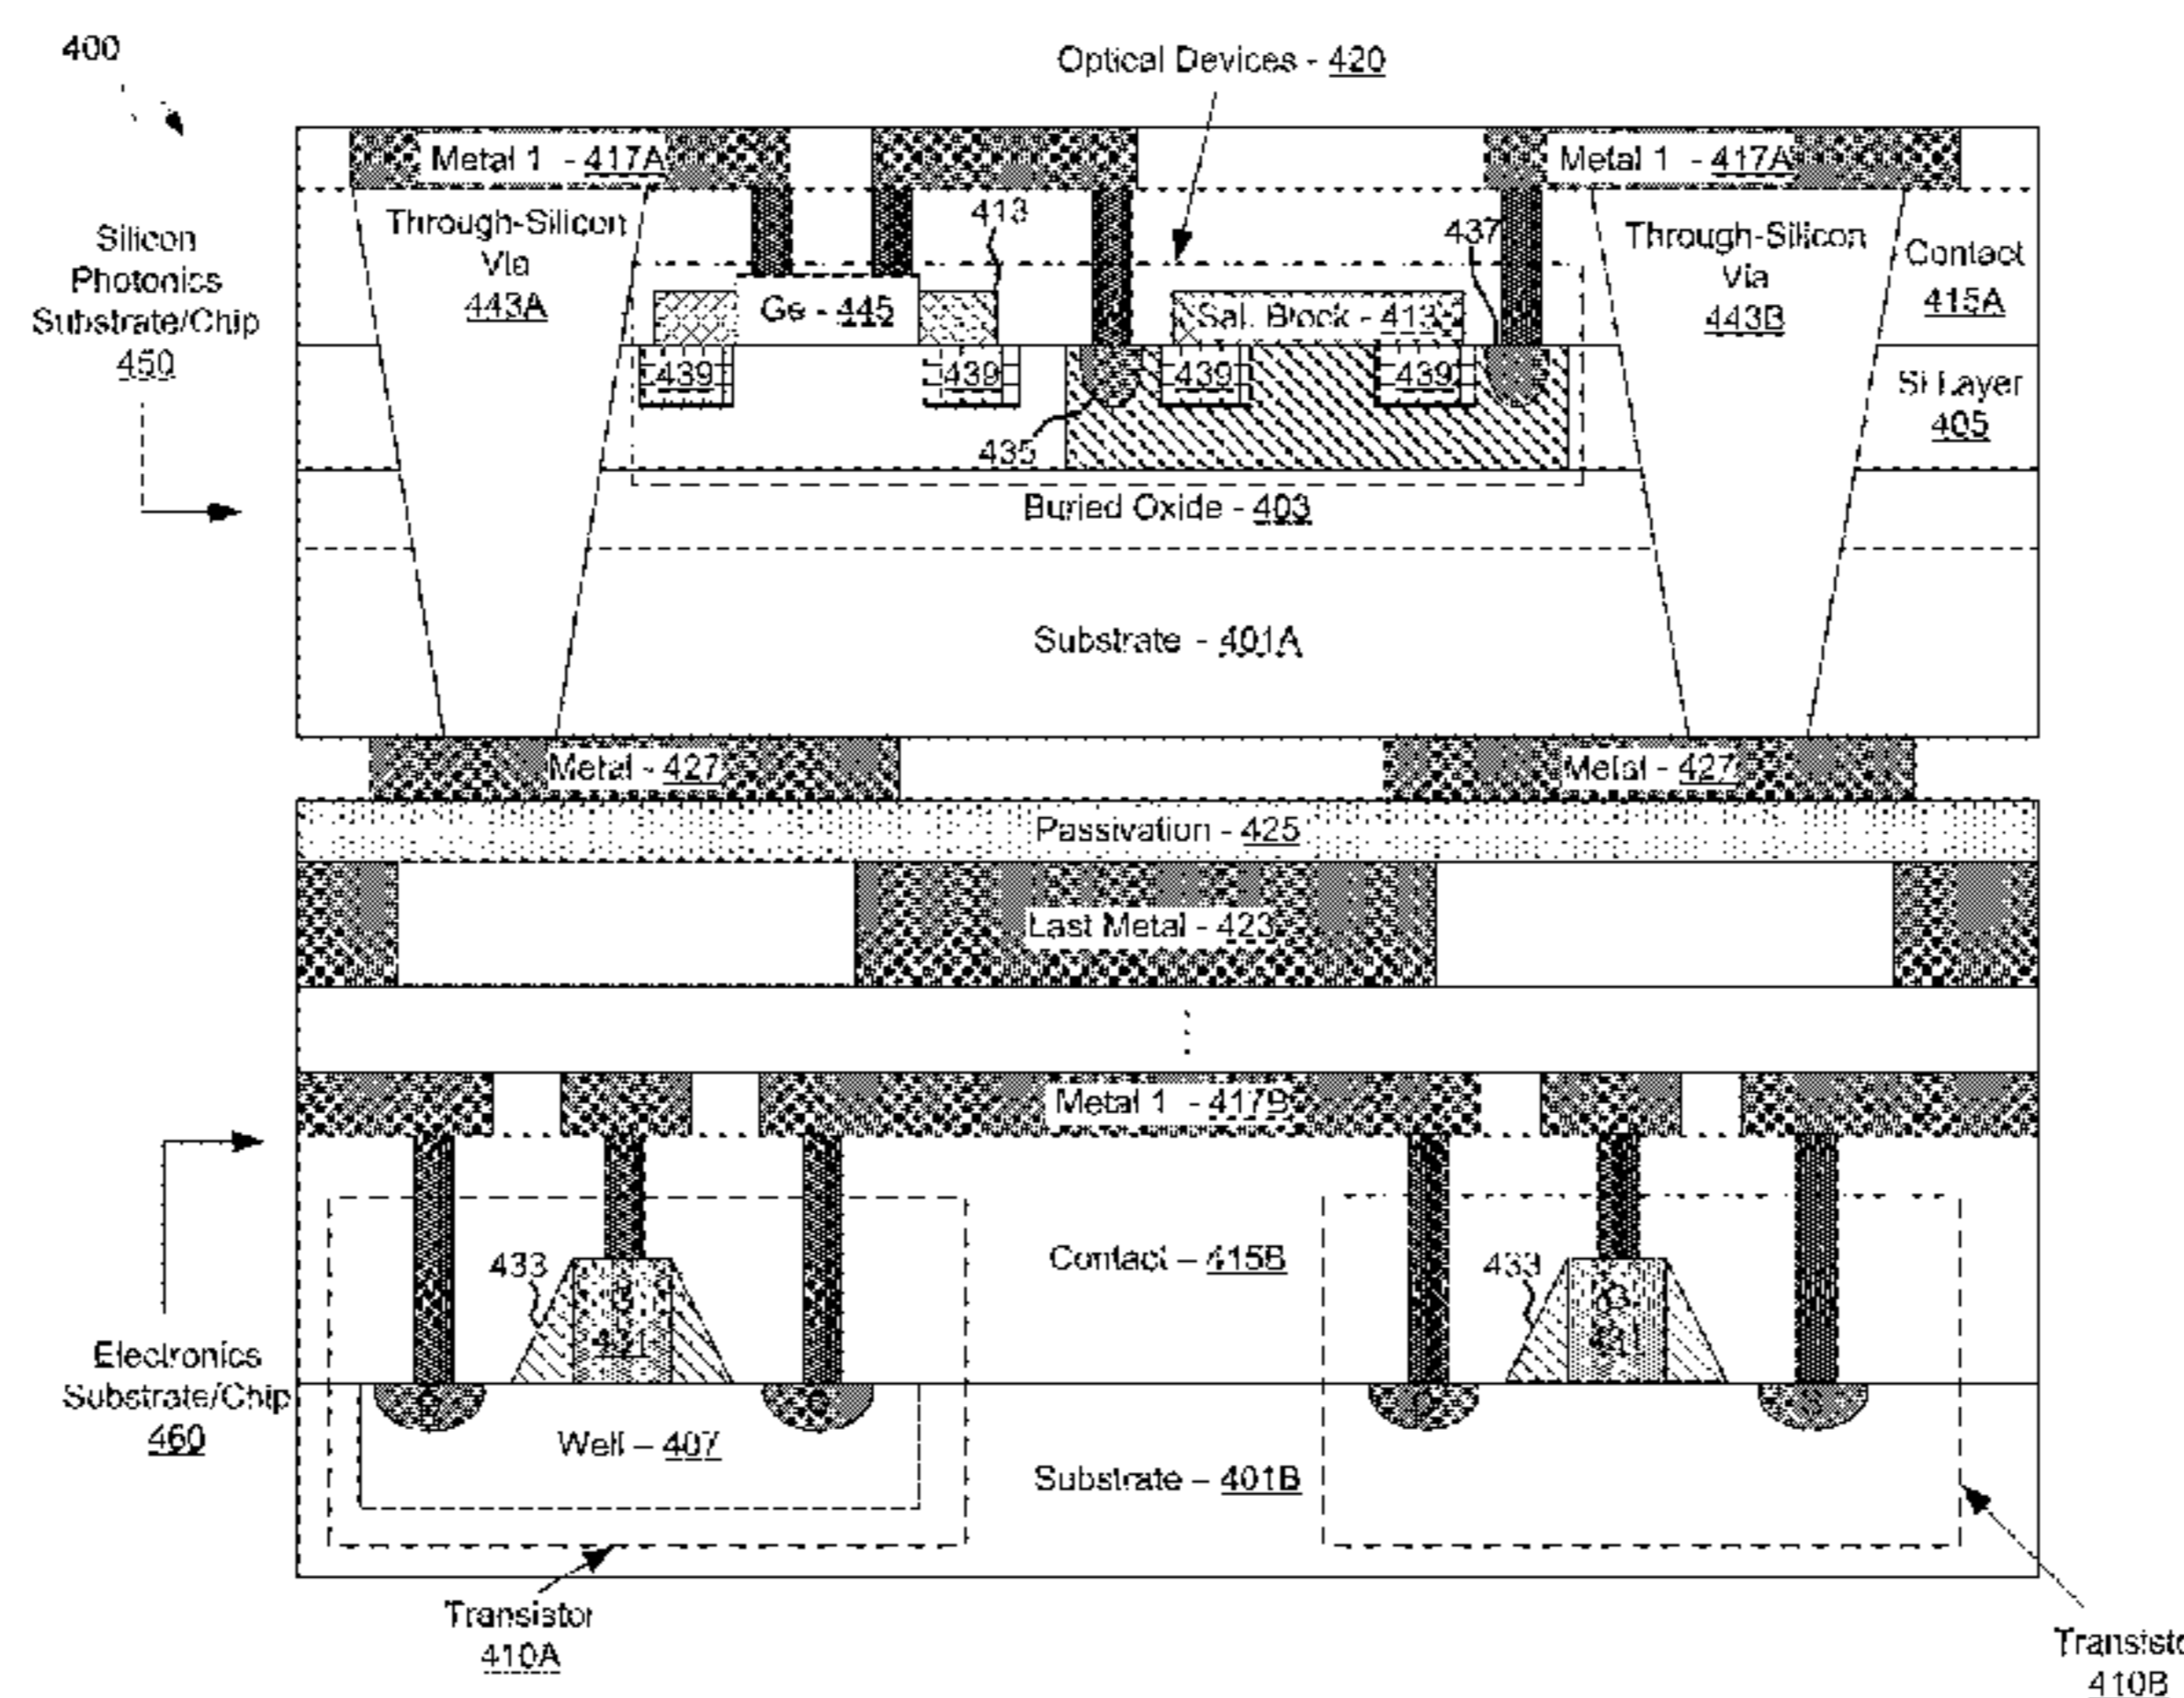 400
Optical Devices - 420
Metal 1 - 417A
Metal 1 - 417A
Silicon
Photonics
Substrate/Chip
450
Through-Silicon
Via
443A
413
437
Through-Silicon
Via
443B
Contact
415A
Ge - 445
Sal. Block - 413
439
439
439
439
Si Layer
405
435
Buried Oxide - 403
Substrate - 401A
Metal - 427
Metal - 427
Passivation - 425
Last Metal - 423
Metal 1 - 417B
433
Contact – 415B
433
Electronics
Substrate/Chip
460
Well – 407
Substrate – 401B
Transistor
410A
410B